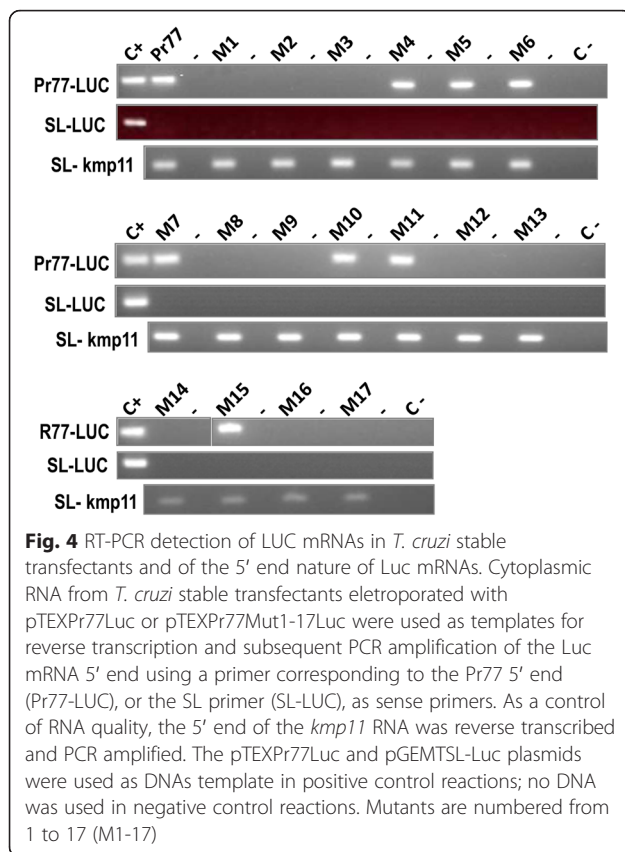 C+ Pr77 - M1 - M2 - M3 - M4 - M5 - M6 - C -
Pr77-LUC
SL-LUC
SL- kmp11
C+ M7 - M8 - M9 - M10 - M11 - M12 - M13 - C -
Pr77-LUC
SL-LUC
SL- kmp11
C+ M14 - M15 - M16 - M17 - C -
R77-LUC
SL-LUC
SL- kmp11
Fig. 4 RT-PCR detection of LUC mRNAs in T. cruzi stable
transfectants and of the 5′ end nature of Luc mRNAs. Cytoplasmic
RNA from T. cruzi stable transfectants eletroporated with
pTEXPr77Luc or pTEXPr77Mut1-17Luc were used as templates for
reverse transcription and subsequent PCR amplification of the Luc
mRNA 5′ end using a primer corresponding to the Pr77 5′ end
(Pr77-LUC), or the SL primer (SL-LUC), as sense primers. As a control
of RNA quality, the 5′ end of the kmp11 RNA was reverse transcribed
and PCR amplified. The pTEXPr77Luc and pGEMTSL-Luc plasmids
were used as DNAs template in positive control reactions; no DNA
was used in negative control reactions. Mutants are numbered from
1 to 17 (M1-17)